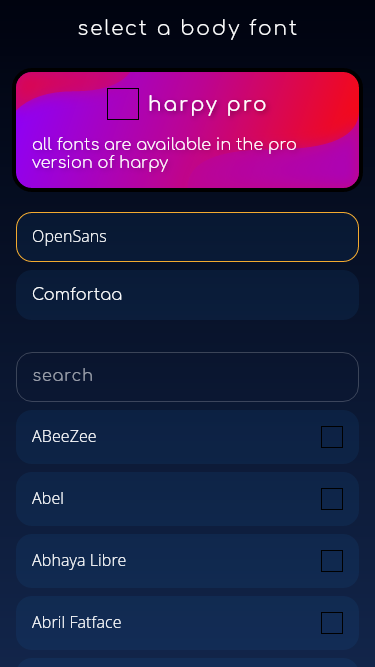 select a body font
harpy pro
all fonts are available in the pro
version of harpy
OpenSans
Comfortaa
search
ABeeZee
Abel
Abhaya Libre
Abril Fatface